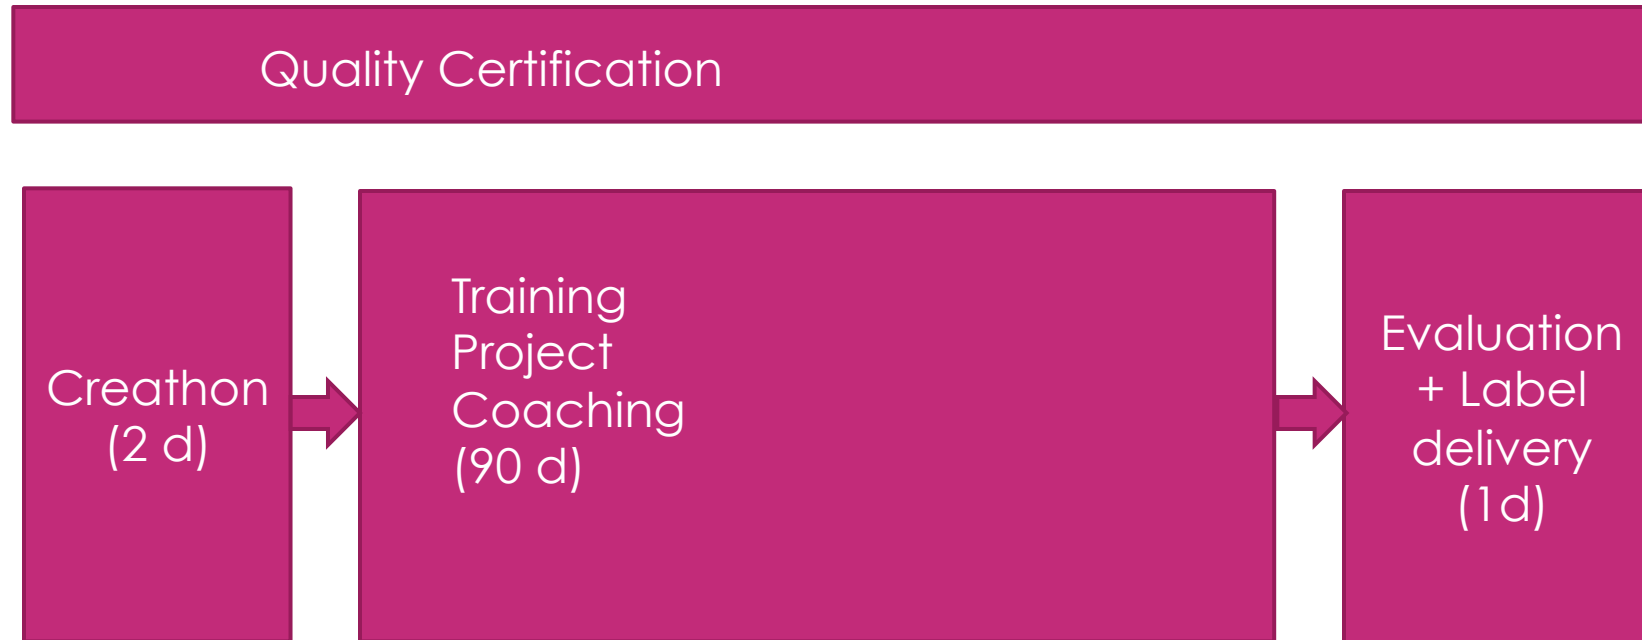 Quality Certification
Creathon
(2 d)
Training
Project
Coaching
(90 d)
Evaluation
+ Label
delivery
(1d)